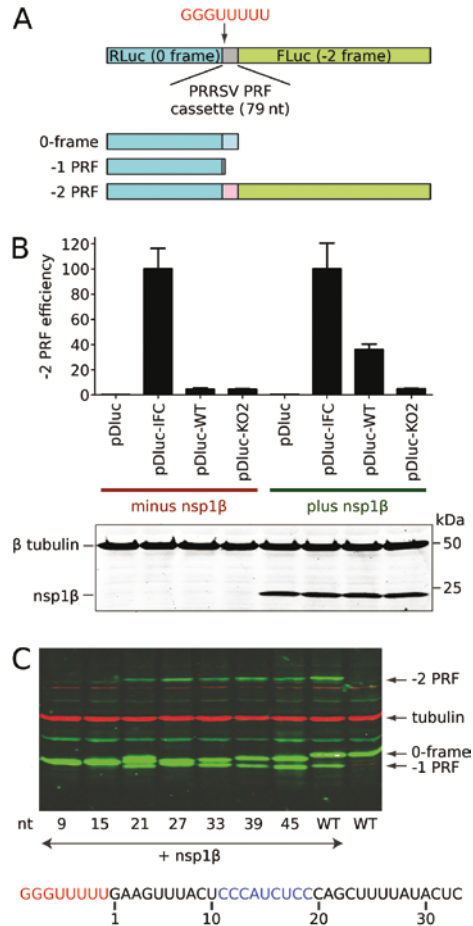 A
GGGUUUUU
RLuc (0 frame) FLuc (-2 frame)
PRRSV PRF
cassette (79 nt)
0-frame
-1 PRF
-2 PRF
B
-2 PRF efficiency
120
100
80
60
40
20
0
pDluc pDluc-IFC pDluc-WT pDluc-KO2 pDluc pDluc-IFC pDluc-WT pDluc-KO2
minus nsp1β plus nsp1β
kDa
β tubulin 50
nsp1β 25
C
-2 PRF
tubulin
0-frame
-1 PRF
nt 9 15 21 27 33 39 45 WT WT
+ nsp1β
GGGUUUUUGAAGUUUACUCCCAUCUCCCAGCUUUUAUACUC
1 10 20 30